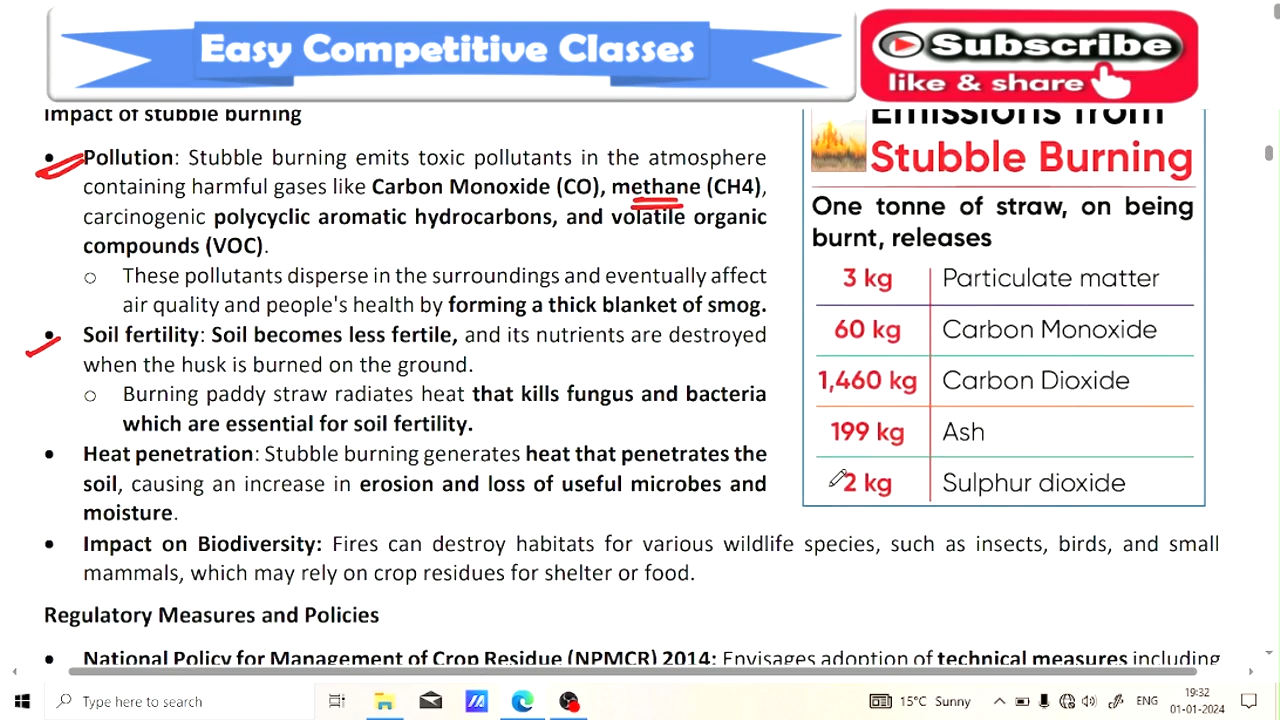 Easy Competitive Classes
Subscribe
like & share
Impact of stubble burning
• Pollution: Stubble burning emits toxic pollutants in the atmosphere
containing harmful gases like Carbon Monoxide (CO), methane (CH4),
carcinogenic polycyclic aromatic hydrocarbons, and volatile organic
compounds (VOC).
o These pollutants disperse in the surroundings and eventually affect
air quality and people's health by forming a thick blanket of smog.
• Soil fertility: Soil becomes less fertile, and its nutrients are destroyed
when the husk is burned on the ground.
o Burning paddy straw radiates heat that kills fungus and bacteria
which are essential for soil fertility.
• Heat penetration: Stubble burning generates heat that penetrates the
soil, causing an increase in erosion and loss of useful microbes and
moisture.
Emissions from
Stubble Burning
One tonne of straw, on being
burnt, releases
3 kg Particulate matter
60 kg Carbon Monoxide
1,460 kg Carbon Dioxide
199 kg Ash
2 kg Sulphur dioxide
• Impact on Biodiversity: Fires can destroy habitats for various wildlife species, such as insects, birds, and small
mammals, which may rely on crop residues for shelter or food.
Regulatory Measures and Policies
• National Policy for Management of Crop Residue (NPMCR) 2014: Envisages adoption of technical measures including
Type here to search
15°C Sunny
ENG
19:32
01-01-2024